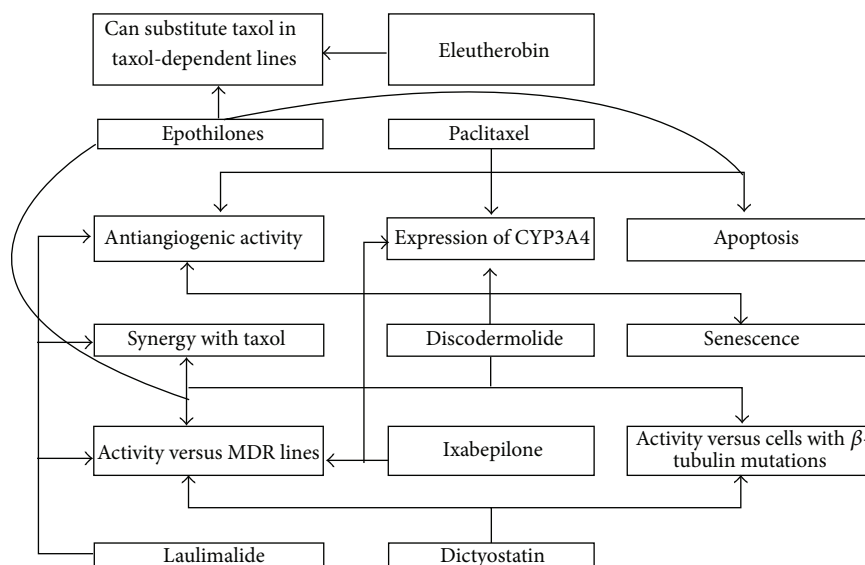 Can substitute taxol in
taxol-dependent lines
Eleutherobin
Epothilones
Paclitaxel
Antiangiogenic activity
Expression of CYP3A4
Apoptosis
Synergy with taxol
Discodermolide
Senescence
Activity versus MDR lines
Ixabepilone
Activity versus cells with β-
tubulin mutations
Laulimalide
Dictyostatin